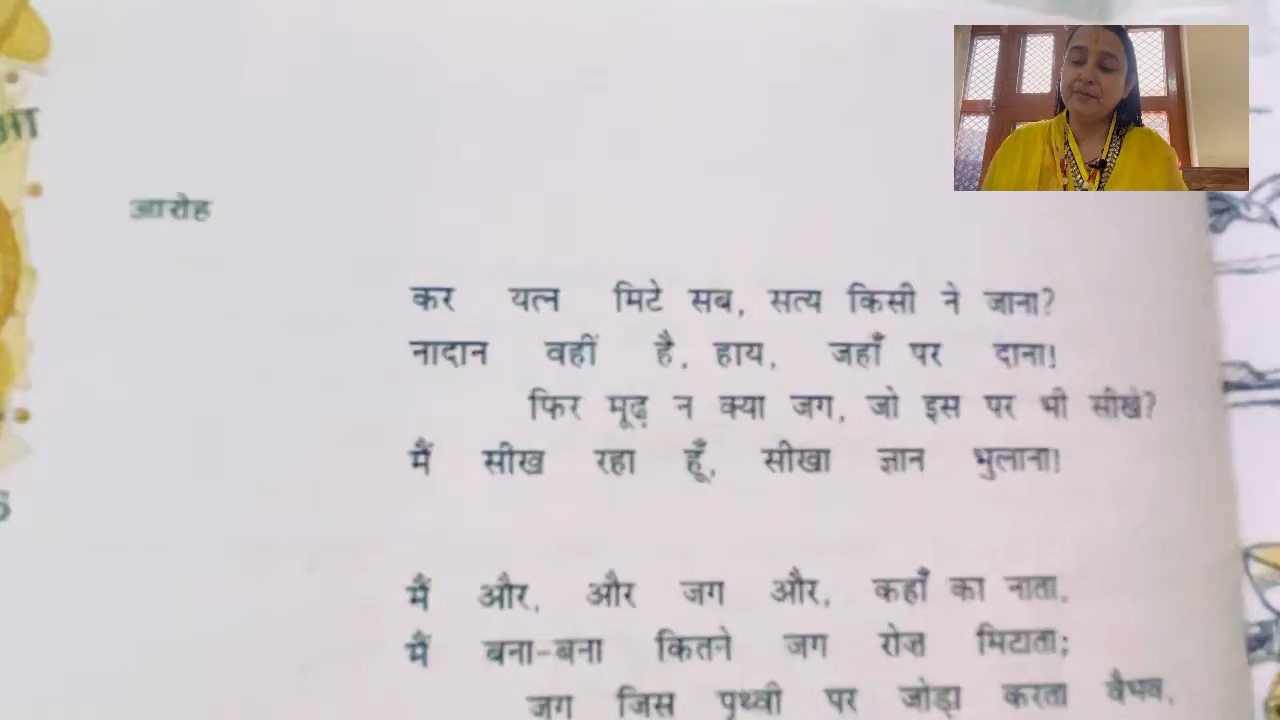 आरोह
कर यत्न मिटे सब, सत्य किसी ने जाना?
नादान वहीं है, हाय, जहाँ पर दाना!
फिर मूढ़ न क्या जग, जो इस पर भी सीखे?
मैं सीख रहा हूँ, सीखा ज्ञान भुलाना!
मैं और, और जग और, कहाँ का नाता,
मैं बना-बना कितने जग रोज़ मिटाता;
जग जिस पृथ्वी पर जोड़ा करता वैभव,